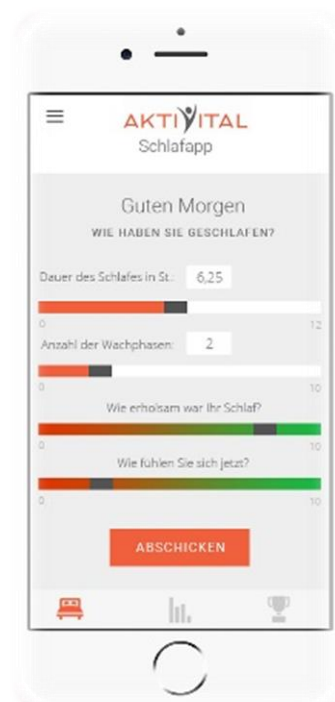 AKTIVITAL
Schlafapp
Guten Morgen
WIE HABEN SIE GESCHLAFEN?
Dauer des Schlafes in St.: 6,25
0 12
Anzahl der Wachphasen: 2
0 10
Wie erholsam war Ihr Schlaf?
0 10
Wie fühlen Sie sich jetzt?
0 10
ABSCHICKEN